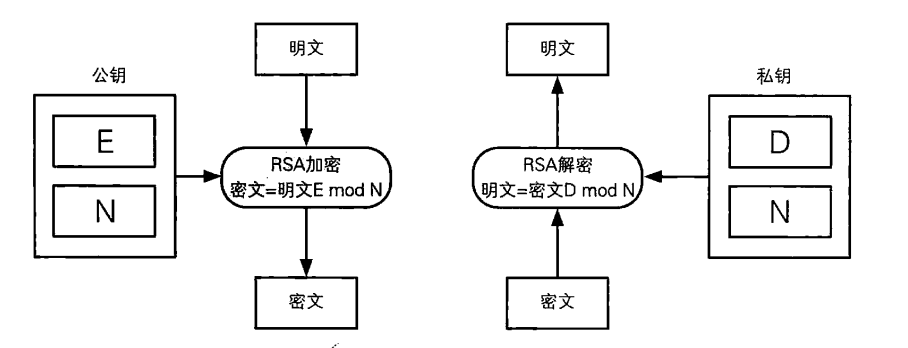 明文
公钥
E
N
RSA加密
密文=明文E mod N
密文
明文
私钥
D
N
RSA解密
明文=密文D mod N
密文